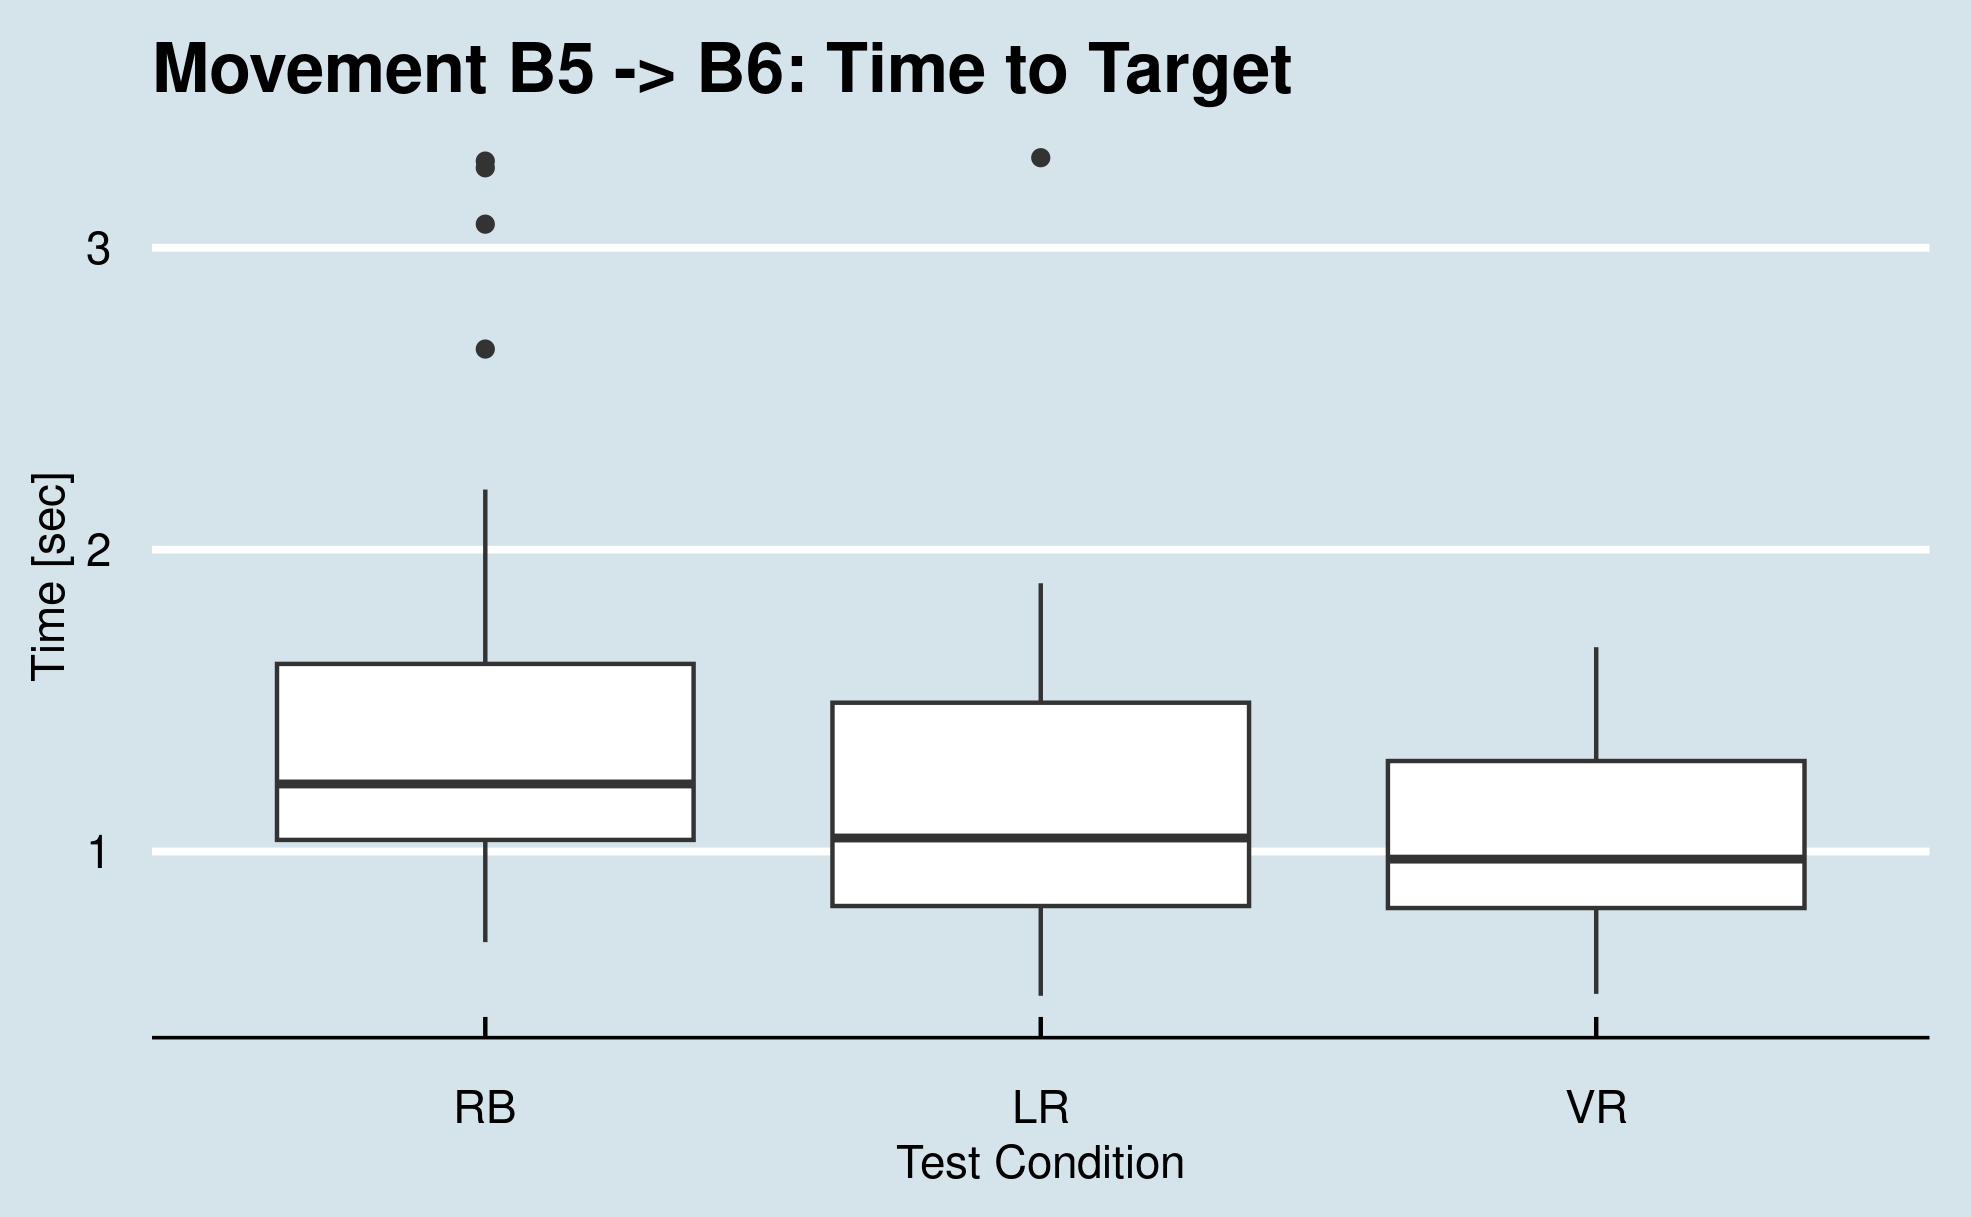 Movement B5 -> B6: Time to Target
3
2
1
Time [sec]
RB
LR
VR
Test Condition